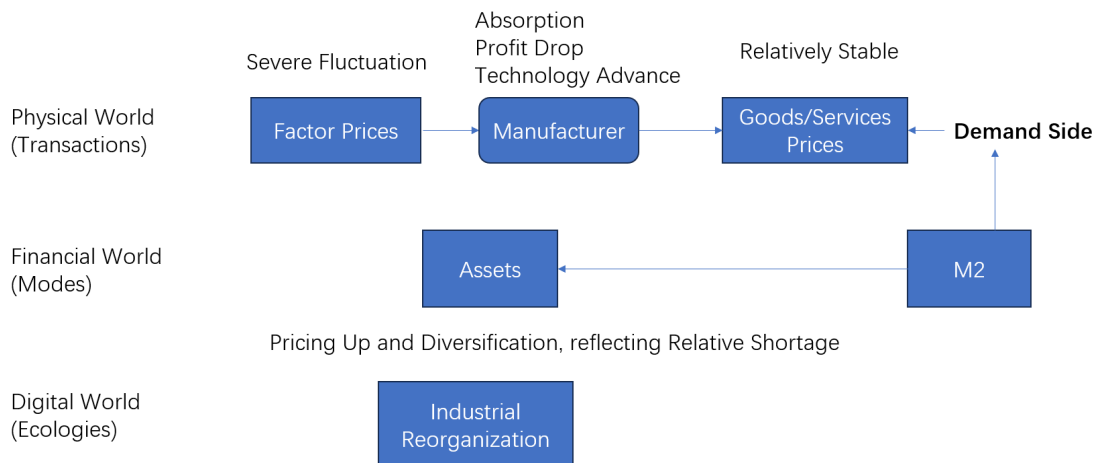 Absorption
Profit Drop
Technology Advance
Severe Fluctuation
Relatively Stable
Physical World
(Transactions)
Factor Prices
Manufacturer
Goods/Services
Prices
Demand Side
Financial World
(Modes)
Assets
M2
Pricing Up and Diversification, reflecting Relative Shortage
Digital World
(Ecologies)
Industrial
Reorganization